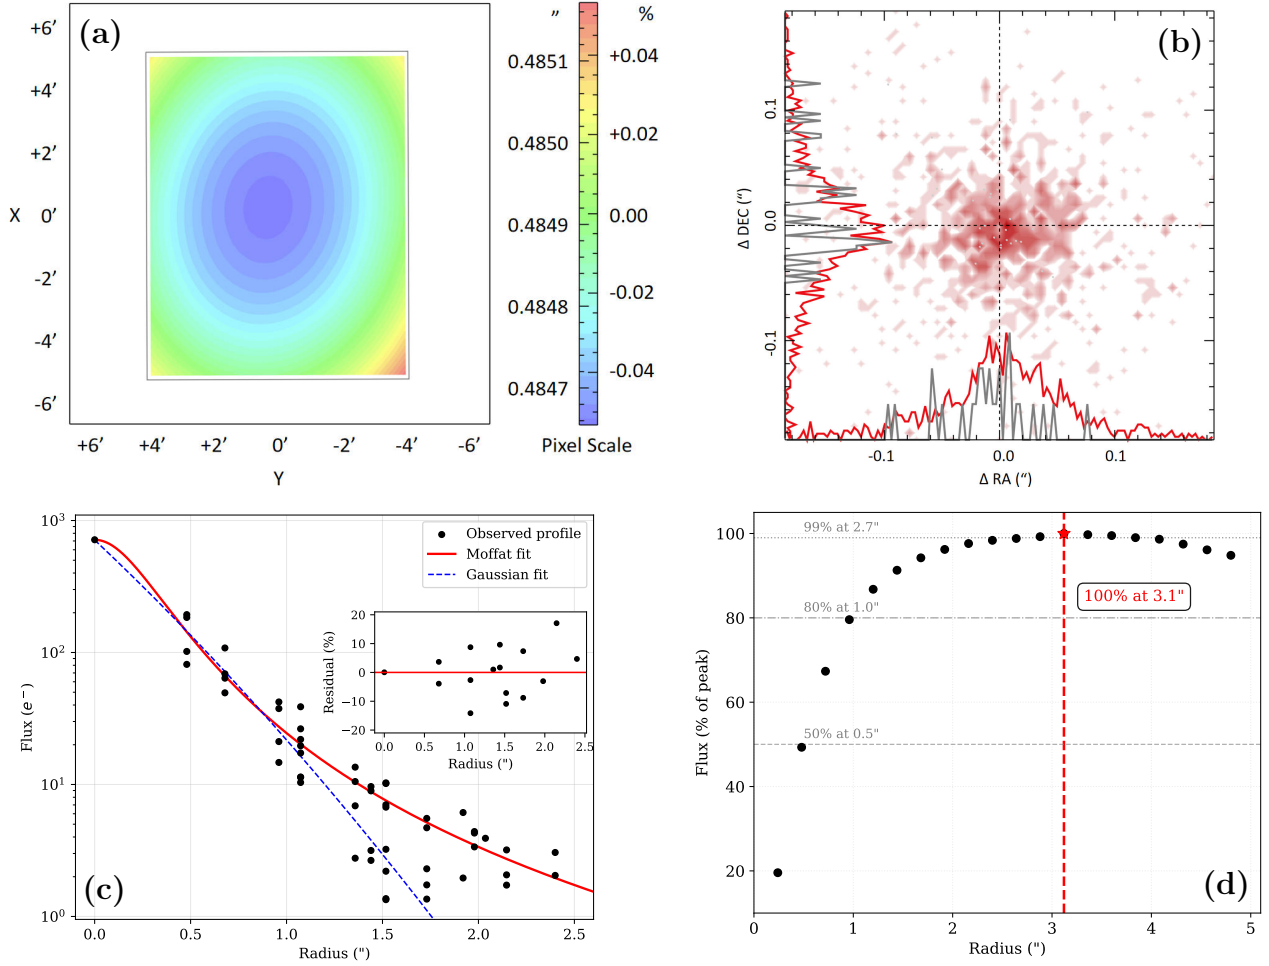 (a)
+6’
+4’
+2’
X 0’
-2’
-4’
-6’
+6’ +4’ +2’ 0’ -2’ -4’ -6’
Y
” %
0.4851 +0.04
0.4850 +0.02
0.4849 0.00
0.4848 -0.02
0.4847 -0.04
Pixel Scale
(b)
0.1
0.0
-0.1
Δ DEC (“)
-0.1 0.0 0.1
Δ RA (“)
10³
10²
10¹
10⁰
Flux (e⁻)
Observed profile
Moffat fit
Gaussian fit
20
10
0
−10
−20
Residual (%)
0.0 0.5 1.0 1.5 2.0 2.5
Radius (")
(c)
0.0 0.5 1.0 1.5 2.0 2.5
Radius (")
100
80
60
40
20
Flux (% of peak)
99% at 2.7"
100% at 3.1"
80% at 1.0"
50% at 0.5"
(d)
0 1 2 3 4 5
Radius (")